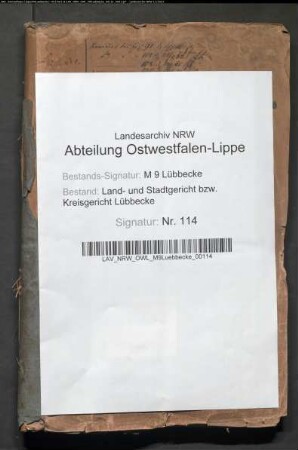 Landesarchiv NRW
Abteilung Ostwestfalen-Lippe
Bestands-Signatur: M 9 Lübbecke
Bestand: Land- und Stadtgericht bzw.
Kreisgericht Lübbecke
Signatur: Nr. 114
LAV_NRW_OWL_M9Luebbecke_00114